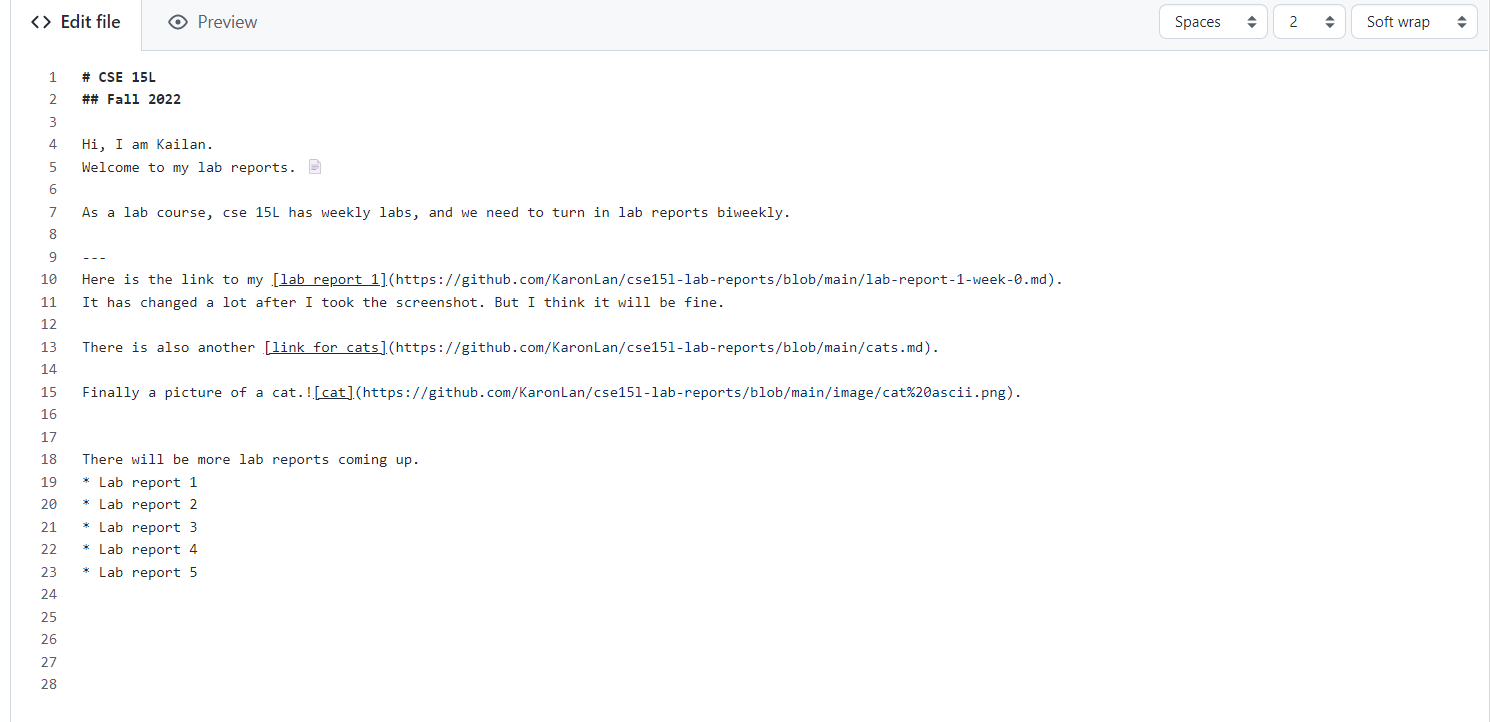 <> Edit file Preview Spaces 2 Soft wrap
1 # CSE 15L
2 ## Fall 2022
3
4 Hi, I am Kailan.
5 Welcome to my lab reports. 📄
6
7 As a lab course, cse 15L has weekly labs, and we need to turn in lab reports biweekly.
8
9 ---
10 Here is the link to my [lab report 1](https://github.com/KaronLan/cse15l-lab-reports/blob/main/lab-report-1-week-0.md).
11 It has changed a lot after I took the screenshot. But I think it will be fine.
12
13 There is also another [link for cats](https://github.com/KaronLan/cse15l-lab-reports/blob/main/cats.md).
14
15 Finally a picture of a cat.![cat](https://github.com/KaronLan/cse15l-lab-reports/blob/main/image/cat%20ascii.png).
16
17
18 There will be more lab reports coming up.
19 * Lab report 1
20 * Lab report 2
21 * Lab report 3
22 * Lab report 4
23 * Lab report 5
24
25
26
27
28